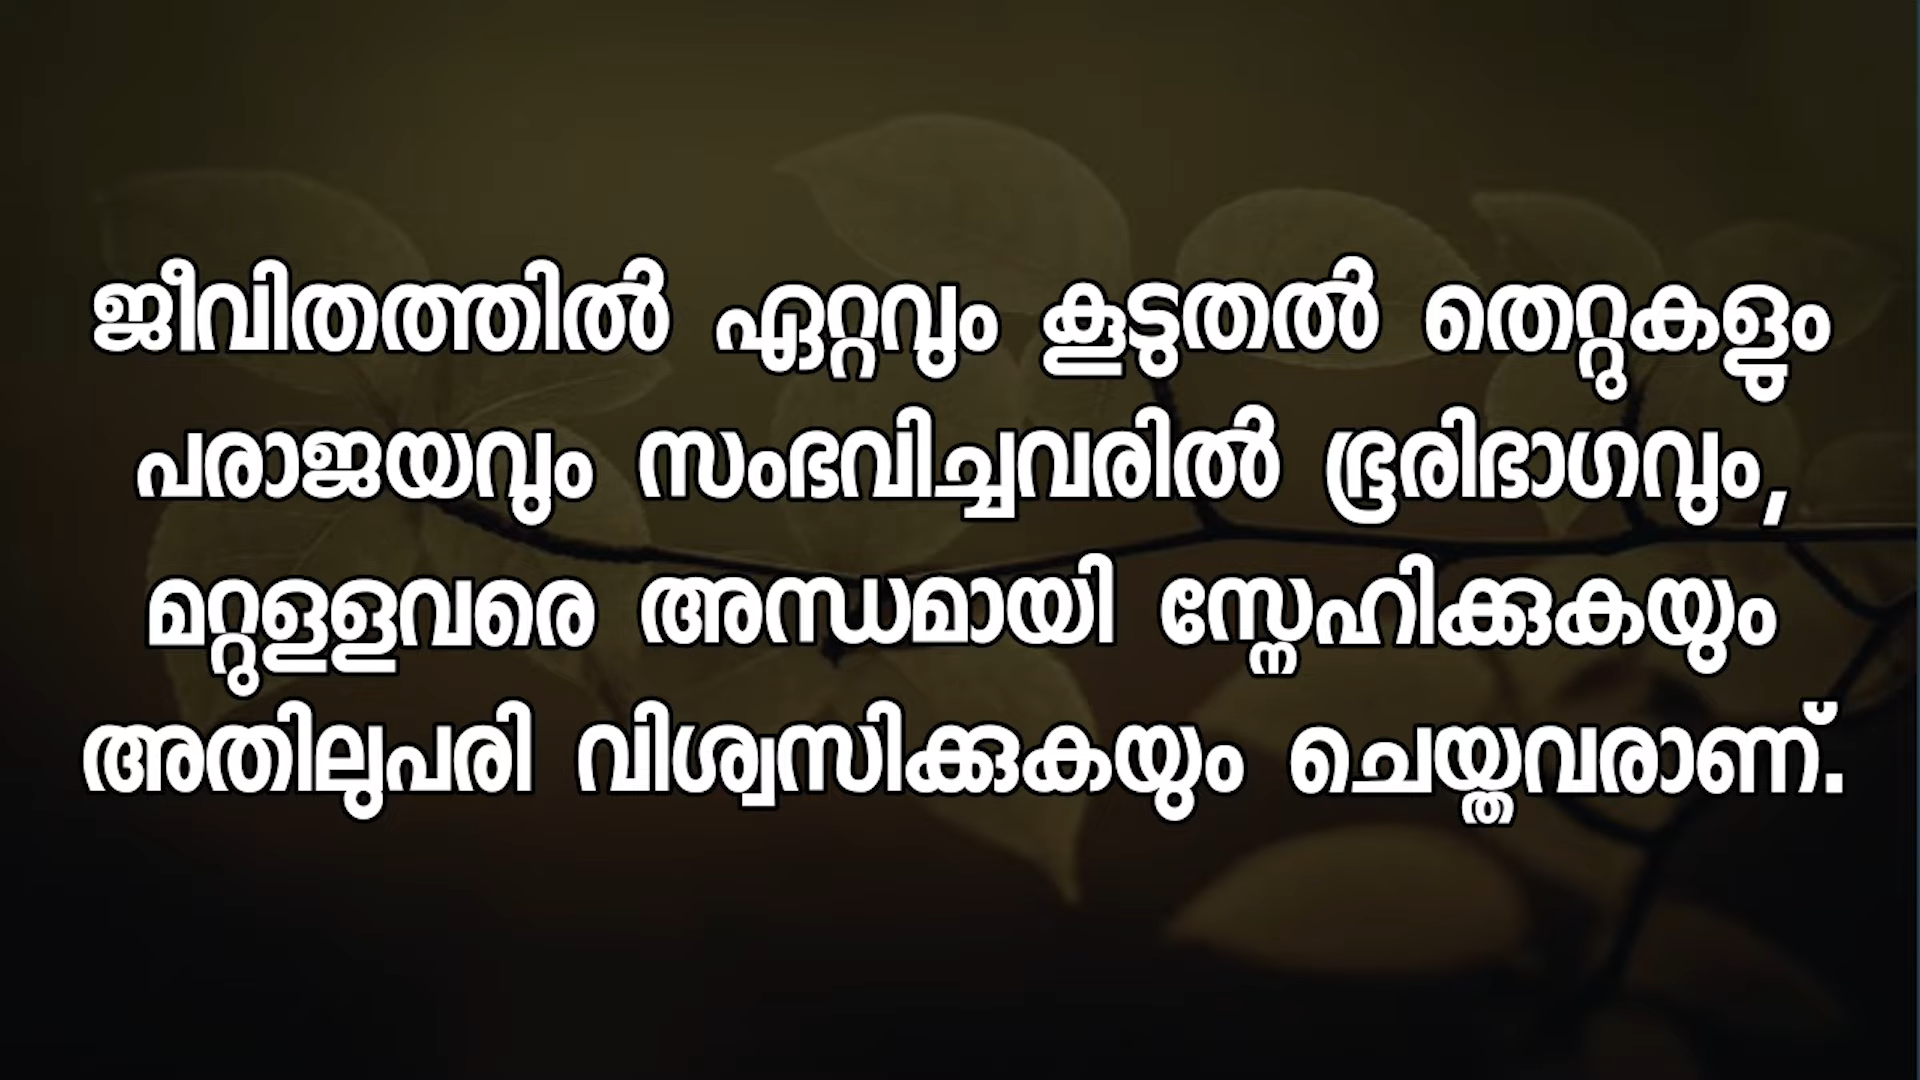 ജീവിതത്തിൽ ഏറ്റവും കൂടുതൽ തെറ്റുകളും
പരാജയവും സംഭവിച്ചവരിൽ ഭൂരിഭാഗവും,
മറ്റുളളവരെ അന്ധമായി സ്നേഹിക്കുകയും
അതിലുപരി വിശ്വസിക്കുകയും ചെയ്തവരാണ്.